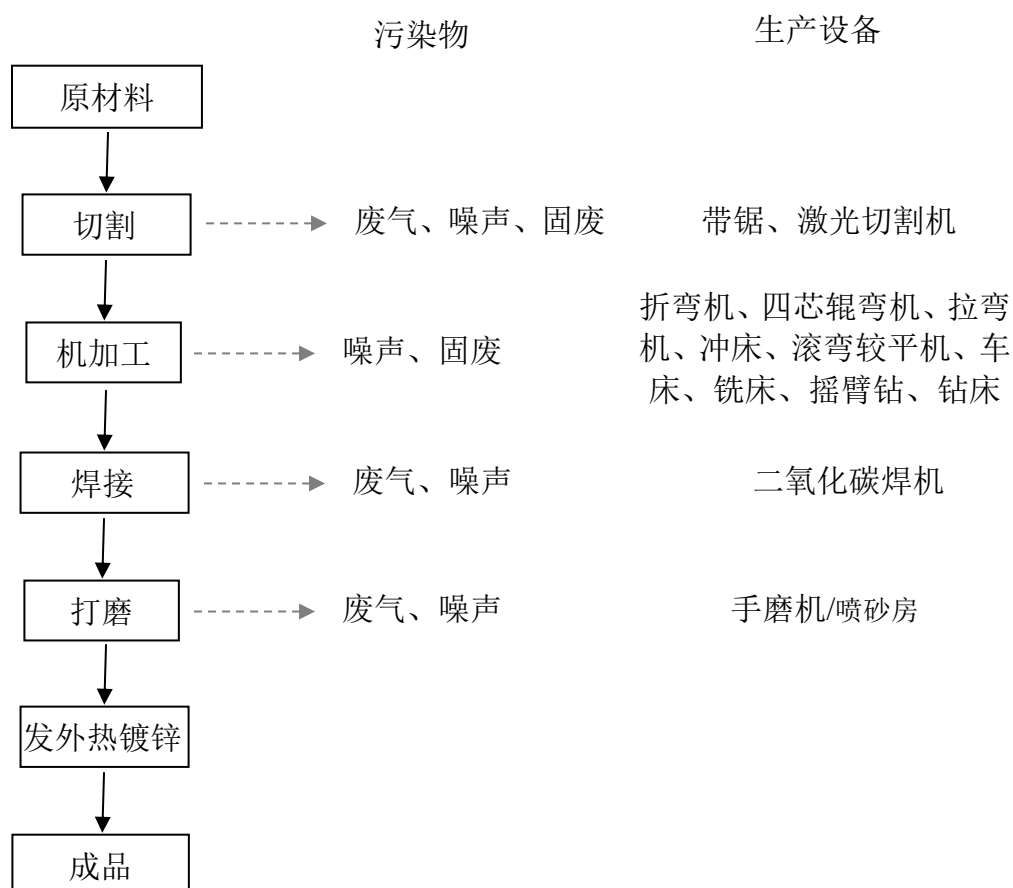 污染物 生产设备
原材料
切割 废气、噪声、固废 带锯、激光切割机
折弯机、四芯辊弯机、拉弯
机加工 噪声、固废 机、冲床、滚弯较平机、车
床、铣床、摇臂钻、钻床
焊接 废气、噪声 二氧化碳焊机
打磨 废气、噪声 手磨机/喷砂房
发外热镀锌
成品